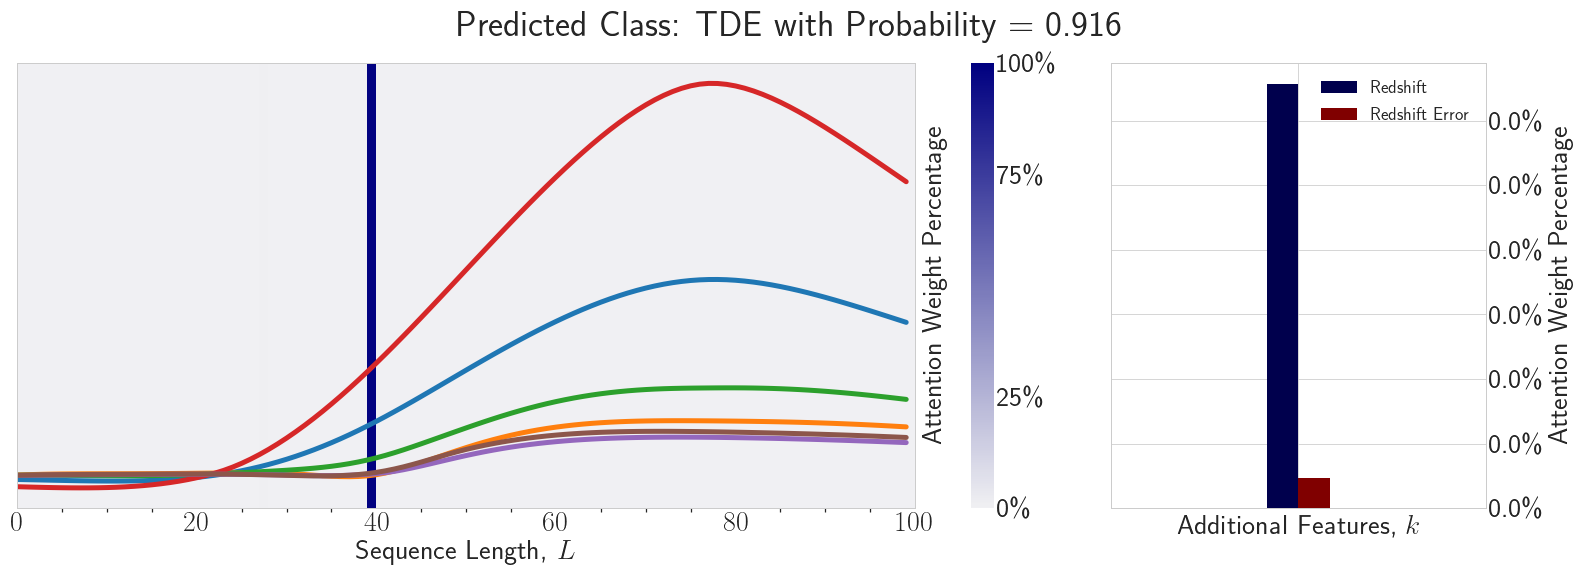 Predicted Class: TDE with Probability = 0.916
100%
75%
25%
0%
Attention Weight Percentage
0 20 40 60 80 100
Sequence Length, L
Redshift
Redshift Error
0.0%
0.0%
0.0%
0.0%
0.0%
0.0%
0.0%
Attention Weight Percentage
Additional Features, k